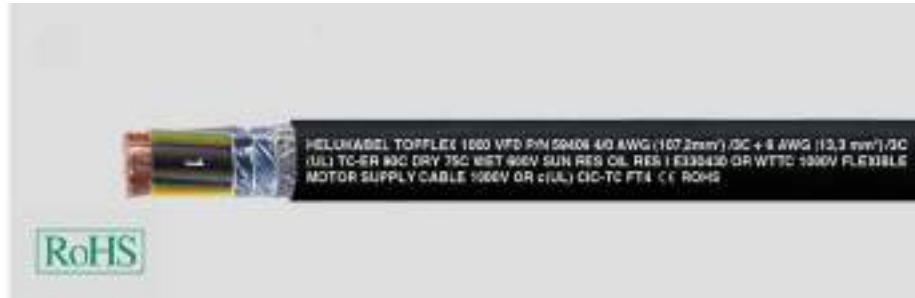 HELUKABEL TOPFLEX 1000 VFD P/N 59406 4/0 AWG (107,2mm²) /3C + 6 AWG (13,3 mm²) /3C
(UL) TC-ER 90C DRY 75C WET 600V SUN RES OIL RES I E330430 OR WTTC 1000V FLEXIBLE
MOTOR SUPPLY CABLE 1000V OR c(UL) CIC-TC FT4 CE ROHS
1
RoHS